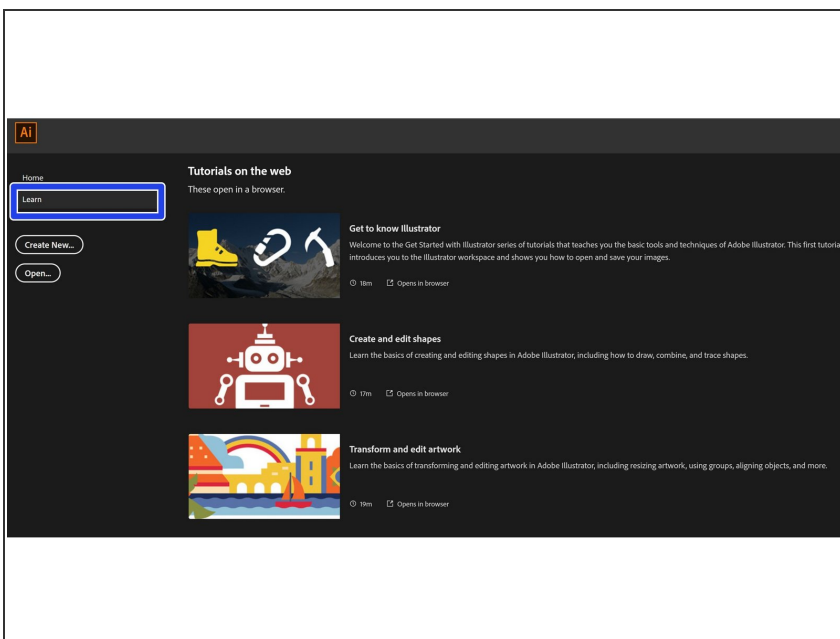 Ai
Home
Learn
Create New...
Open...
Tutorials on the web
These open in a browser.
Get to know Illustrator
Welcome to the Get Started with Illustrator series of tutorials that teaches you the basic tools and techniques of Adobe Illustrator. This first
introduces you to the Illustrator workspace and shows you how to open and save your images.
18m Opens in browser
Create and edit shapes
Learn the basics of creating and editing shapes in Adobe Illustrator, including how to draw, combine, and trace shapes.
17m Opens in browser
Transform and edit artwork
Learn the basics of transforming and editing artwork in Adobe Illustrator, including resizing artwork, using groups, aligning objects, and more.
19m Opens in browser